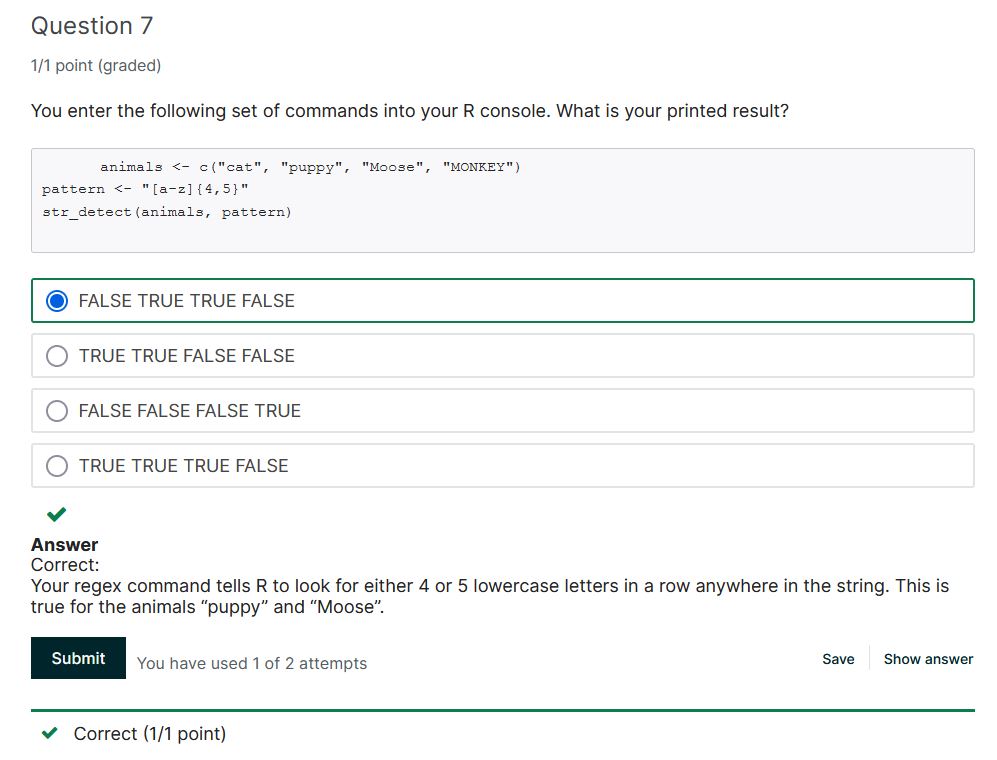 Question 7
1/1 point (graded)
You enter the following set of commands into your R console. What is your printed result?
animals <- c("cat", "puppy", "Moose", "MONKEY")
pattern <- "[a-z]{4,5}"
str_detect(animals, pattern)
FALSE TRUE TRUE FALSE
TRUE TRUE FALSE FALSE
FALSE FALSE FALSE TRUE
TRUE TRUE TRUE FALSE
Answer
Correct:
Your regex command tells R to look for either 4 or 5 lowercase letters in a row anywhere in the string. This is
true for the animals “puppy” and “Moose”.
Submit You have used 1 of 2 attempts Save Show answer
Correct (1/1 point)